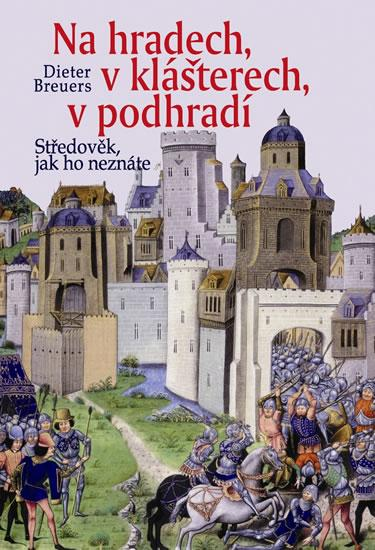 Na hradech,
Dieter
Breuers
v klášterech,
v podhradí
Středověk,
jak ho neznáte